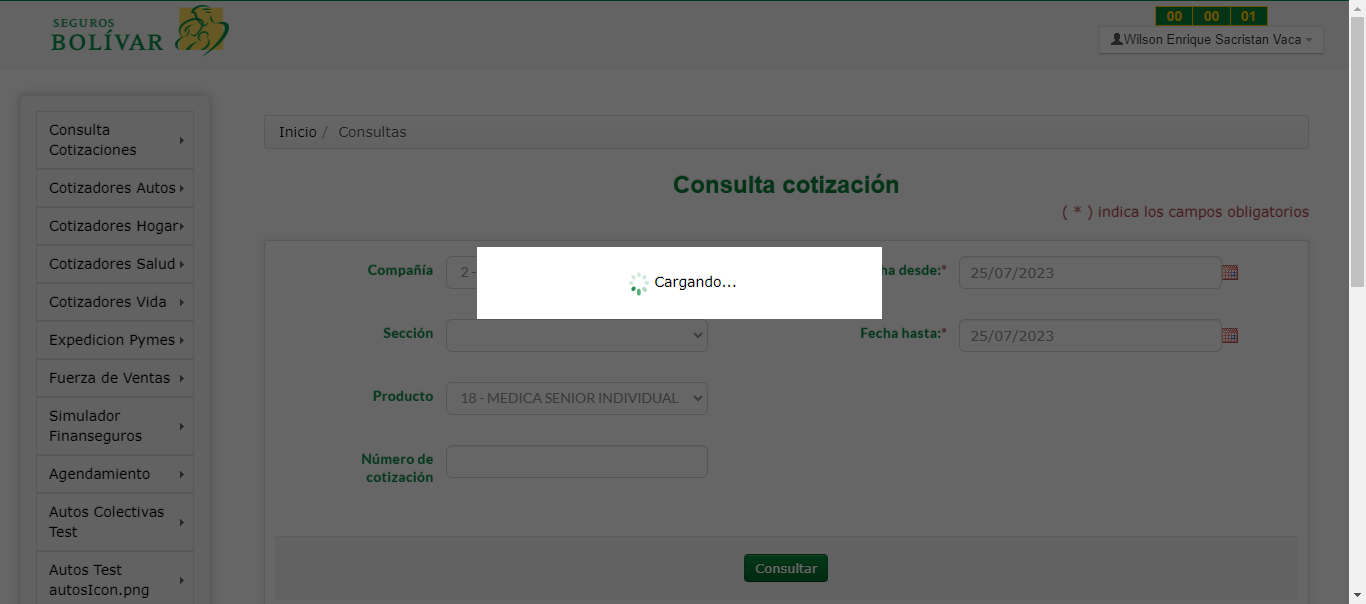 SEGUROS
BOLÍVAR
00 00 01
Wilson Enrique Sacristan Vaca
Consulta
Cotizaciones
Cotizadores Autos
Cotizadores Hogar
Cotizadores Salud
Cotizadores Vida
Expedicion Pymes
Fuerza de Ventas
Simulador
Finanseguros
Agendamiento
Autos Colectivas
Test
Autos Test
autosIcon.png
Inicio / Consultas
Consulta cotización
( * ) indica los campos obligatorios
Compañía
2 -
desde:*
25/07/2023
Cargando...
Sección
Fecha hasta:*
25/07/2023
Producto
18 - MEDICA SENIOR INDIVIDUAL
Número de
cotización
Consultar